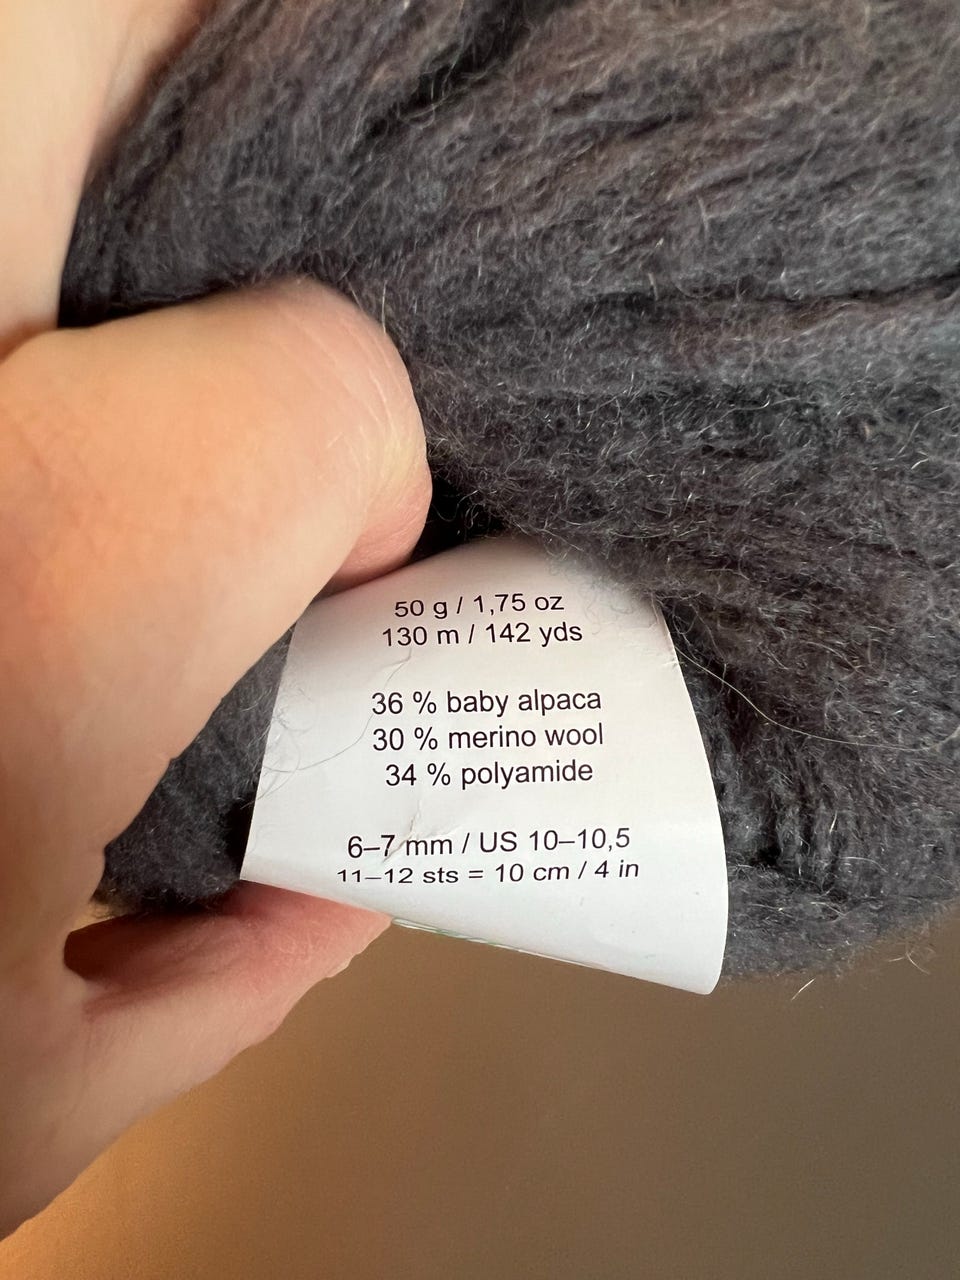 50 g / 1,75 oz
130 m / 142 yds
36 % baby alpaca
30 % merino wool
34 % polyamide
6–7 mm / US 10–10,5
11–12 sts = 10 cm / 4 in